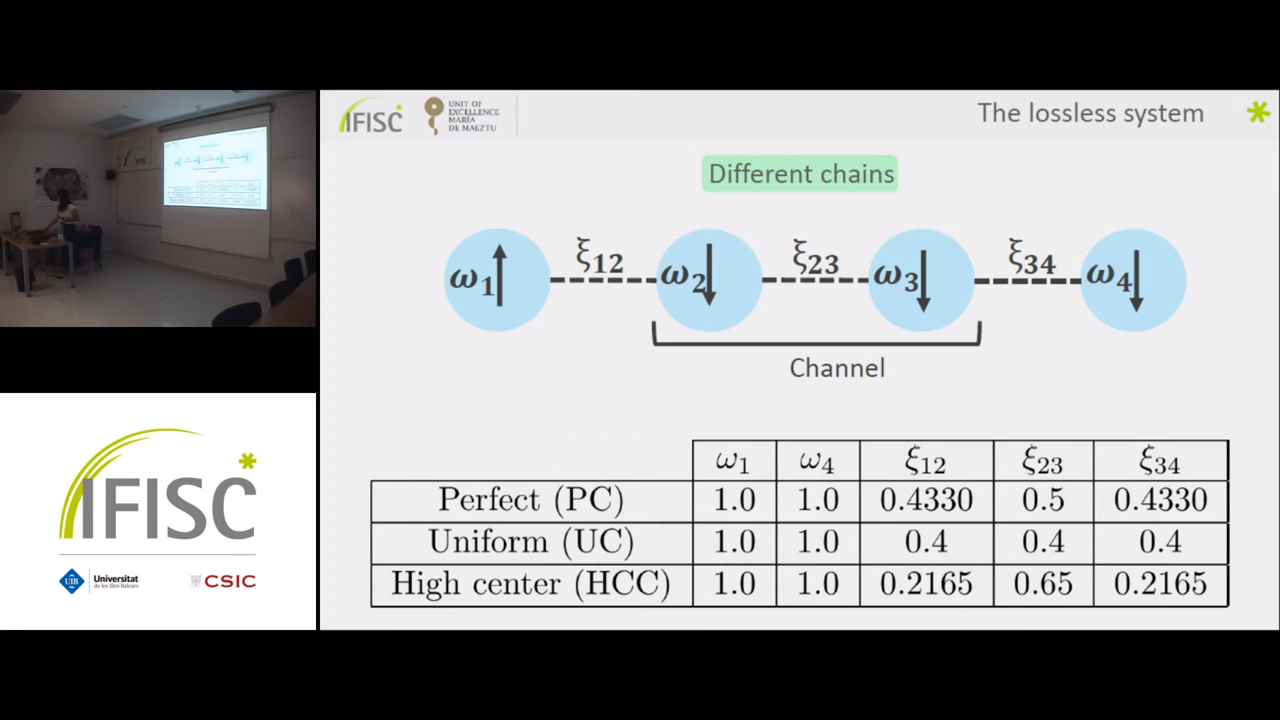 IFISC
UNIT OF
EXCELLENCE
MARÍA
DE MAEZTU
The lossless system
Different chains
ω₁ ξ₁₂ ω₂ ξ₂₃ ω₃ ξ₃₄ ω₄
Channel
ω₁ ω₄ ξ₁₂ ξ₂₃ ξ₃₄
Perfect (PC) 1.0 1.0 0.4330 0.5 0.4330
Uniform (UC) 1.0 1.0 0.4 0.4 0.4
High center (HCC) 1.0 1.0 0.2165 0.65 0.2165
IFISC
UIB
Universitat
de les Illes Balears
CSIC